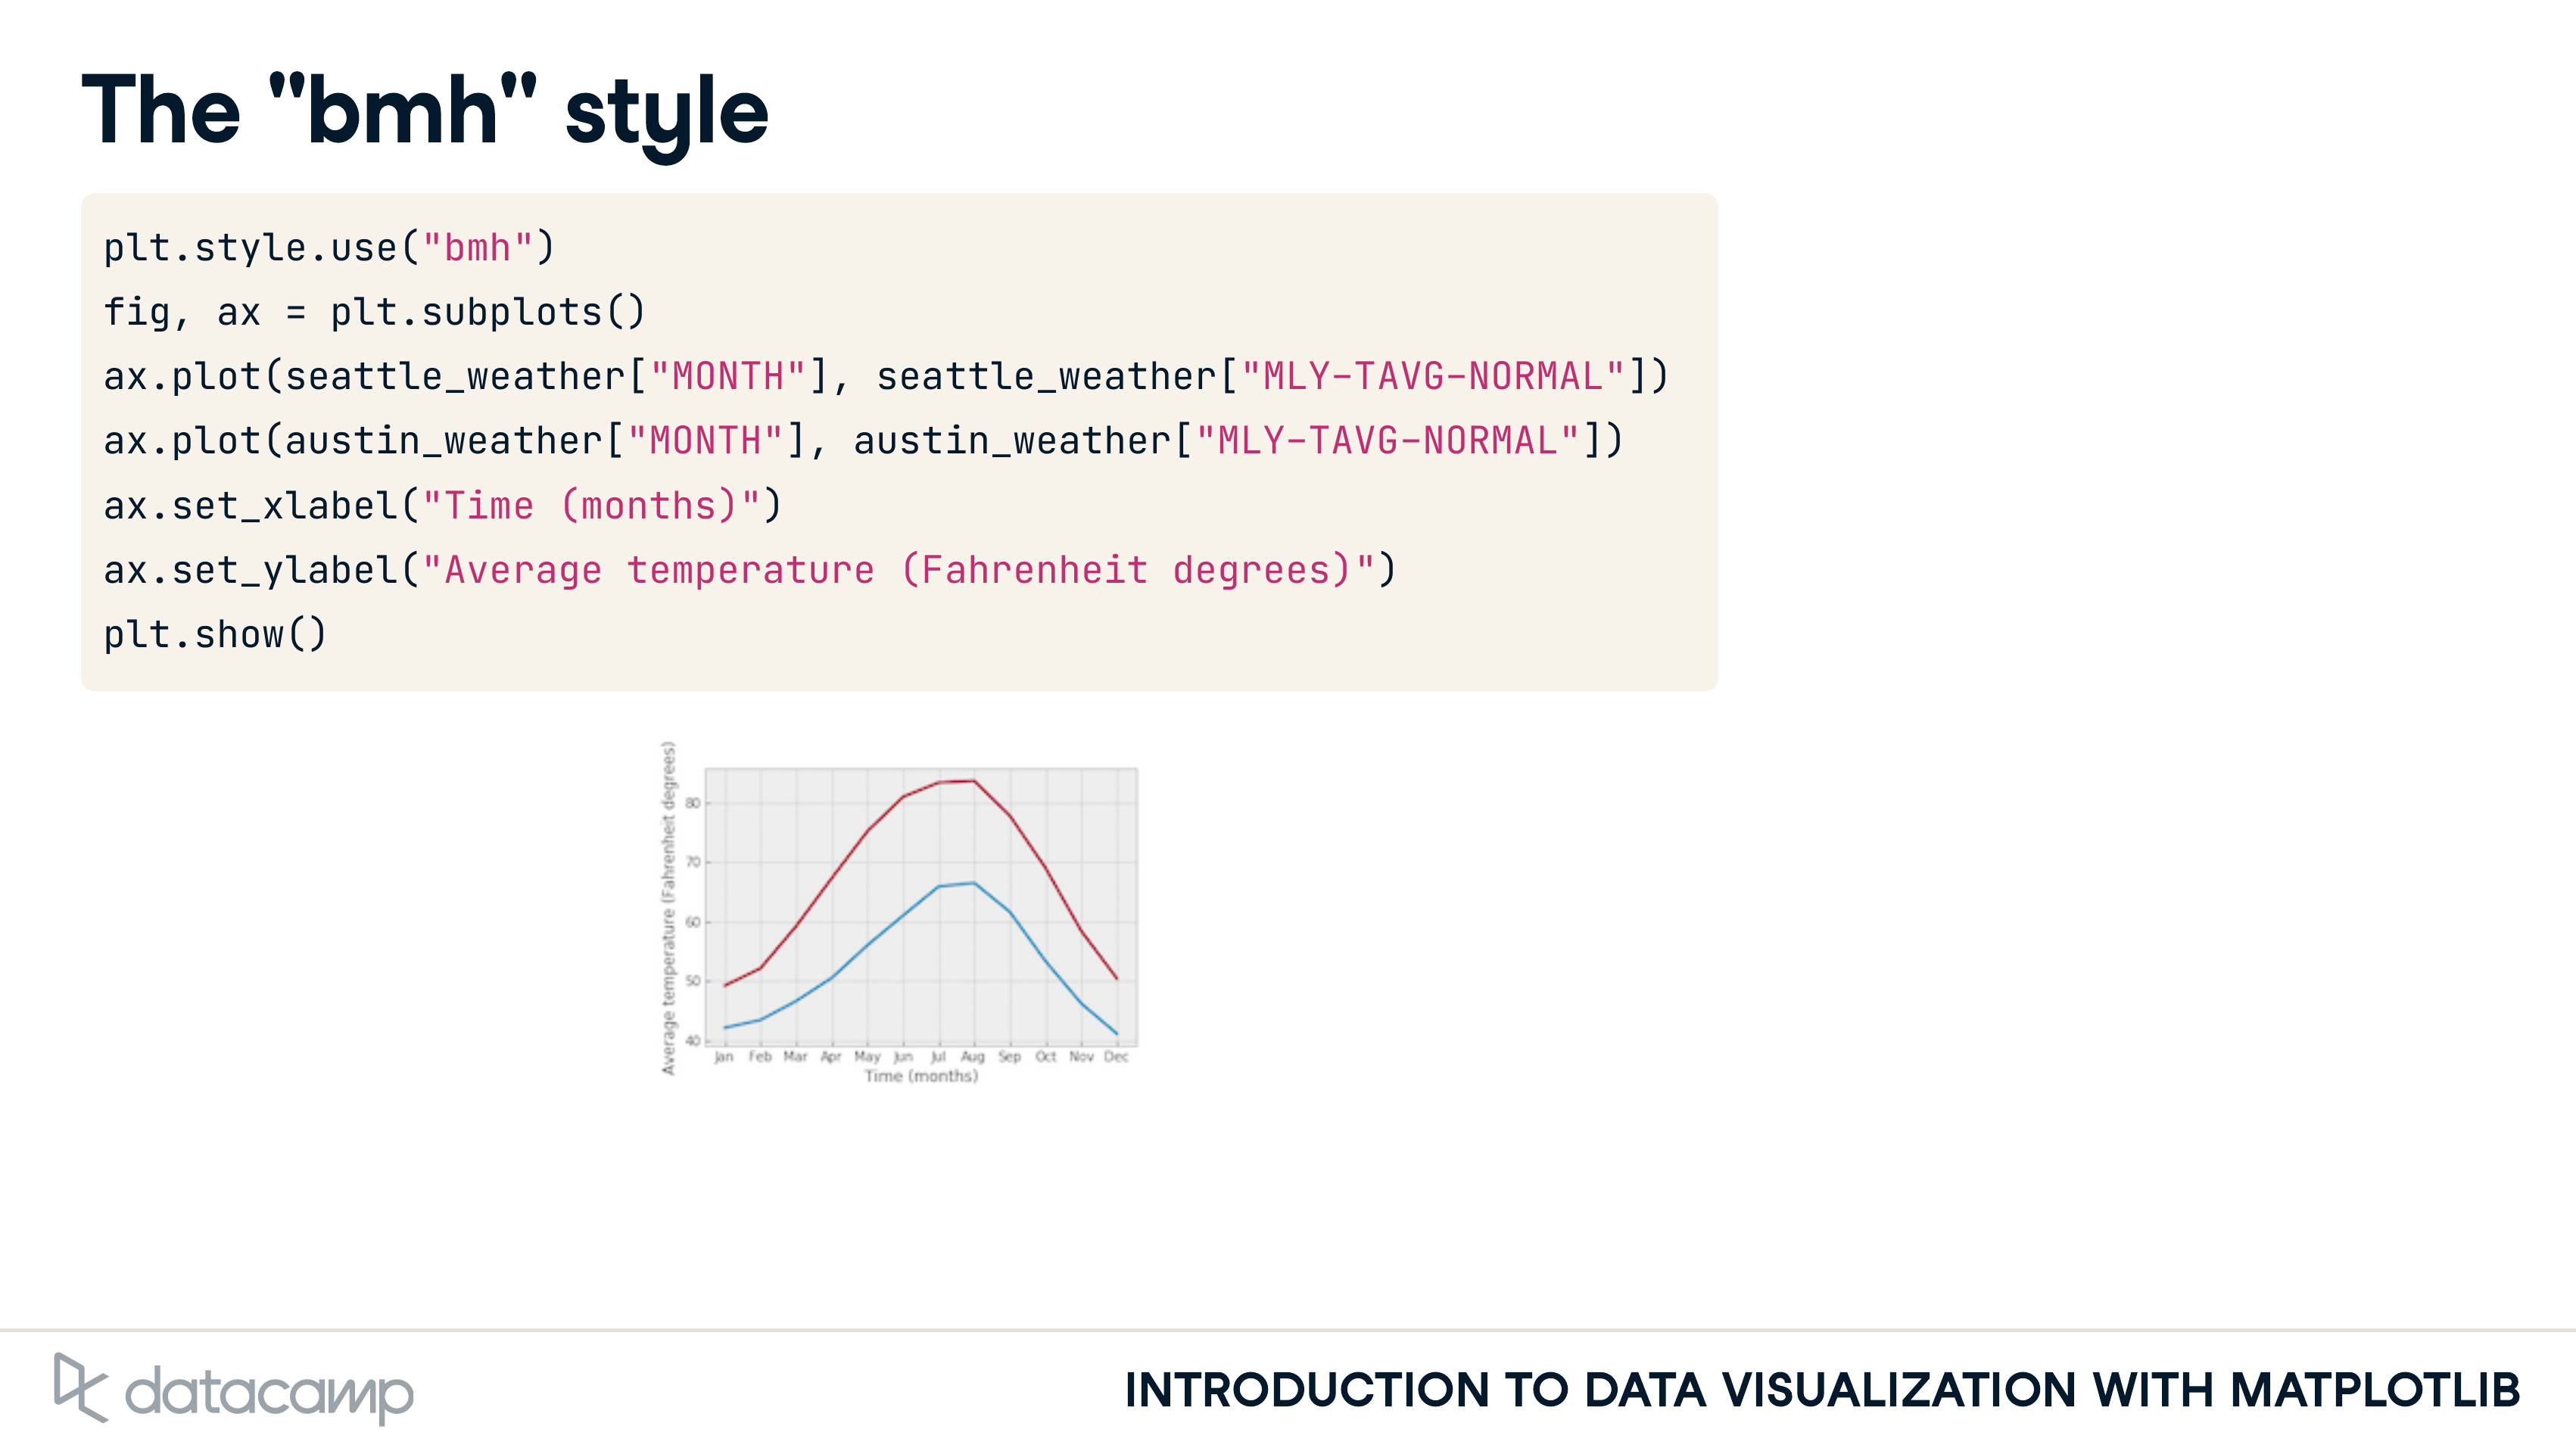 The "bmh" style
plt.style.use("bmh")
fig, ax = plt.subplots()
ax.plot(seattle_weather["MONTH"], seattle_weather["MLY-TAVG-NORMAL"])
ax.plot(austin_weather["MONTH"], austin_weather["MLY-TAVG-NORMAL"])
ax.set_xlabel("Time (months)")
ax.set_ylabel("Average temperature (Fahrenheit degrees)")
plt.show()
Average temperature (Fahrenheit degrees)
80
70
60
50
40
Jan Feb Mar Apr May Jun Jul Aug Sep Oct Nov Dec
Time (months)
datacamp
INTRODUCTION TO DATA VISUALIZATION WITH MATPLOTLIB